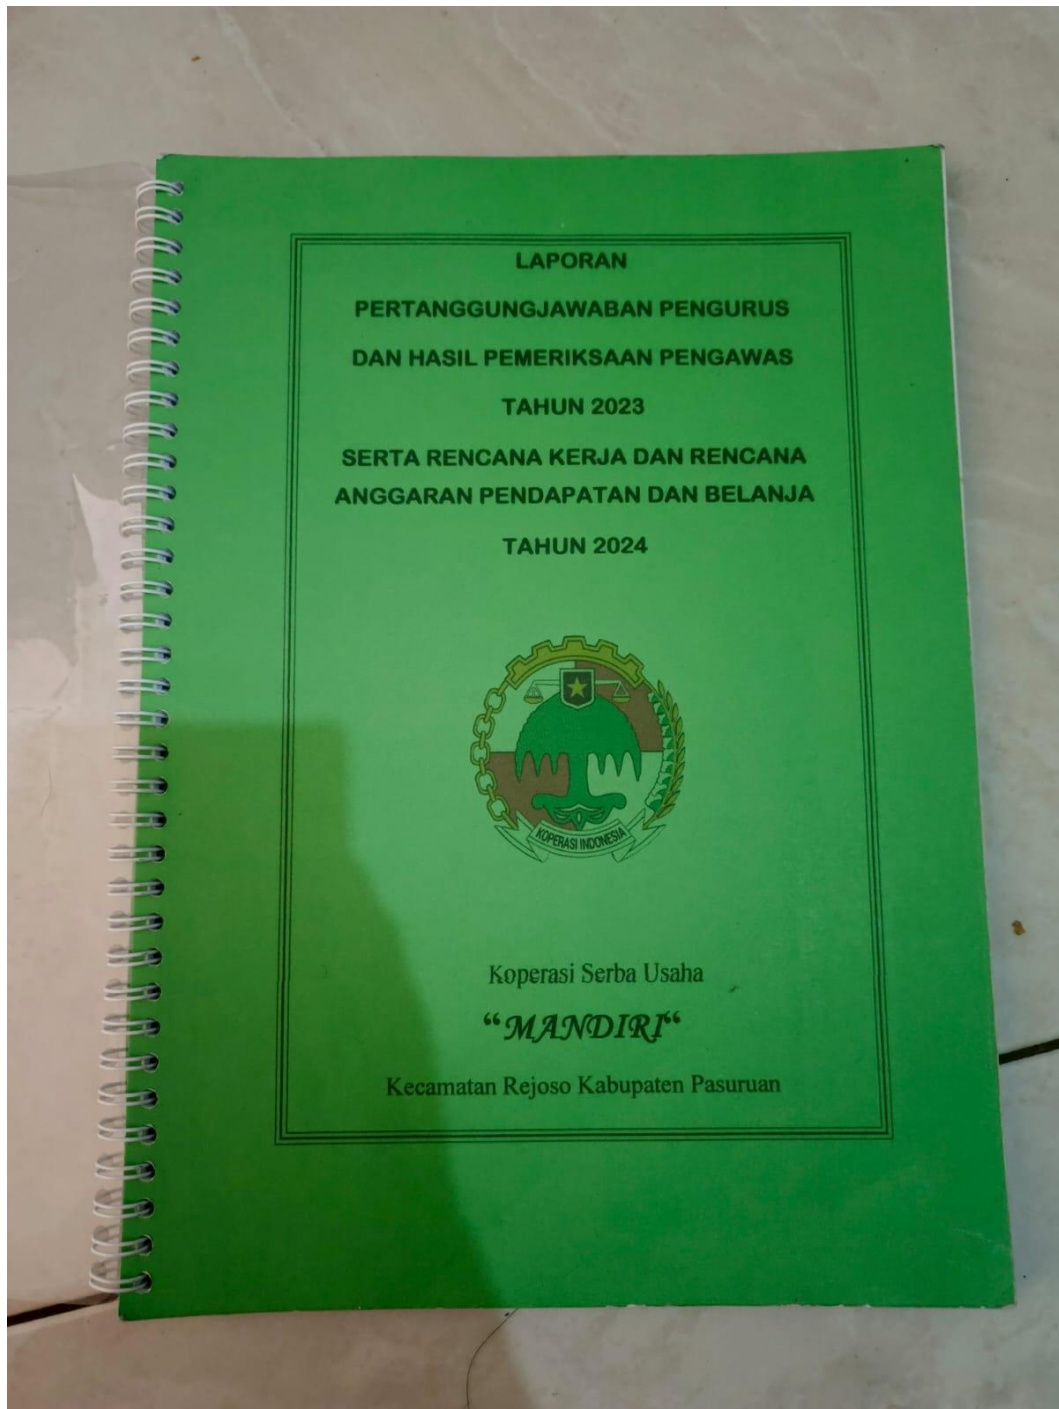 LAPORAN
PERTANGGUNGJAWABAN PENGURUS
DAN HASIL PEMERIKSAAN PENGAWAS
TAHUN 2023
SERTA RENCANA KERJA DAN RENCANA
ANGGARAN PENDAPATAN DAN BELANJA
TAHUN 2024
KOPERASI INDONESIA
Koperasi Serba Usaha
“MANDIRI“
Kecamatan Rejoso Kabupaten Pasuruan